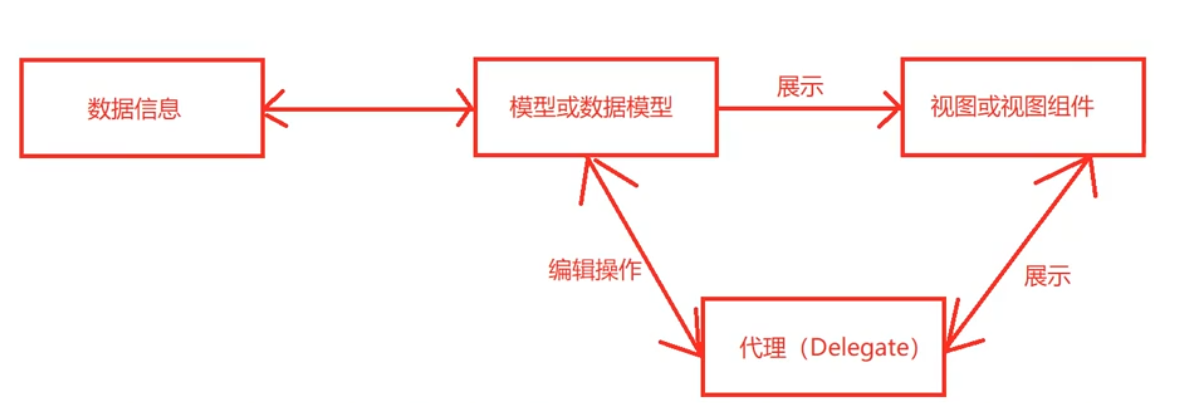 展示
数据信息
模型或数据模型
视图或视图组件
编辑操作
展示
代理（Delegate）